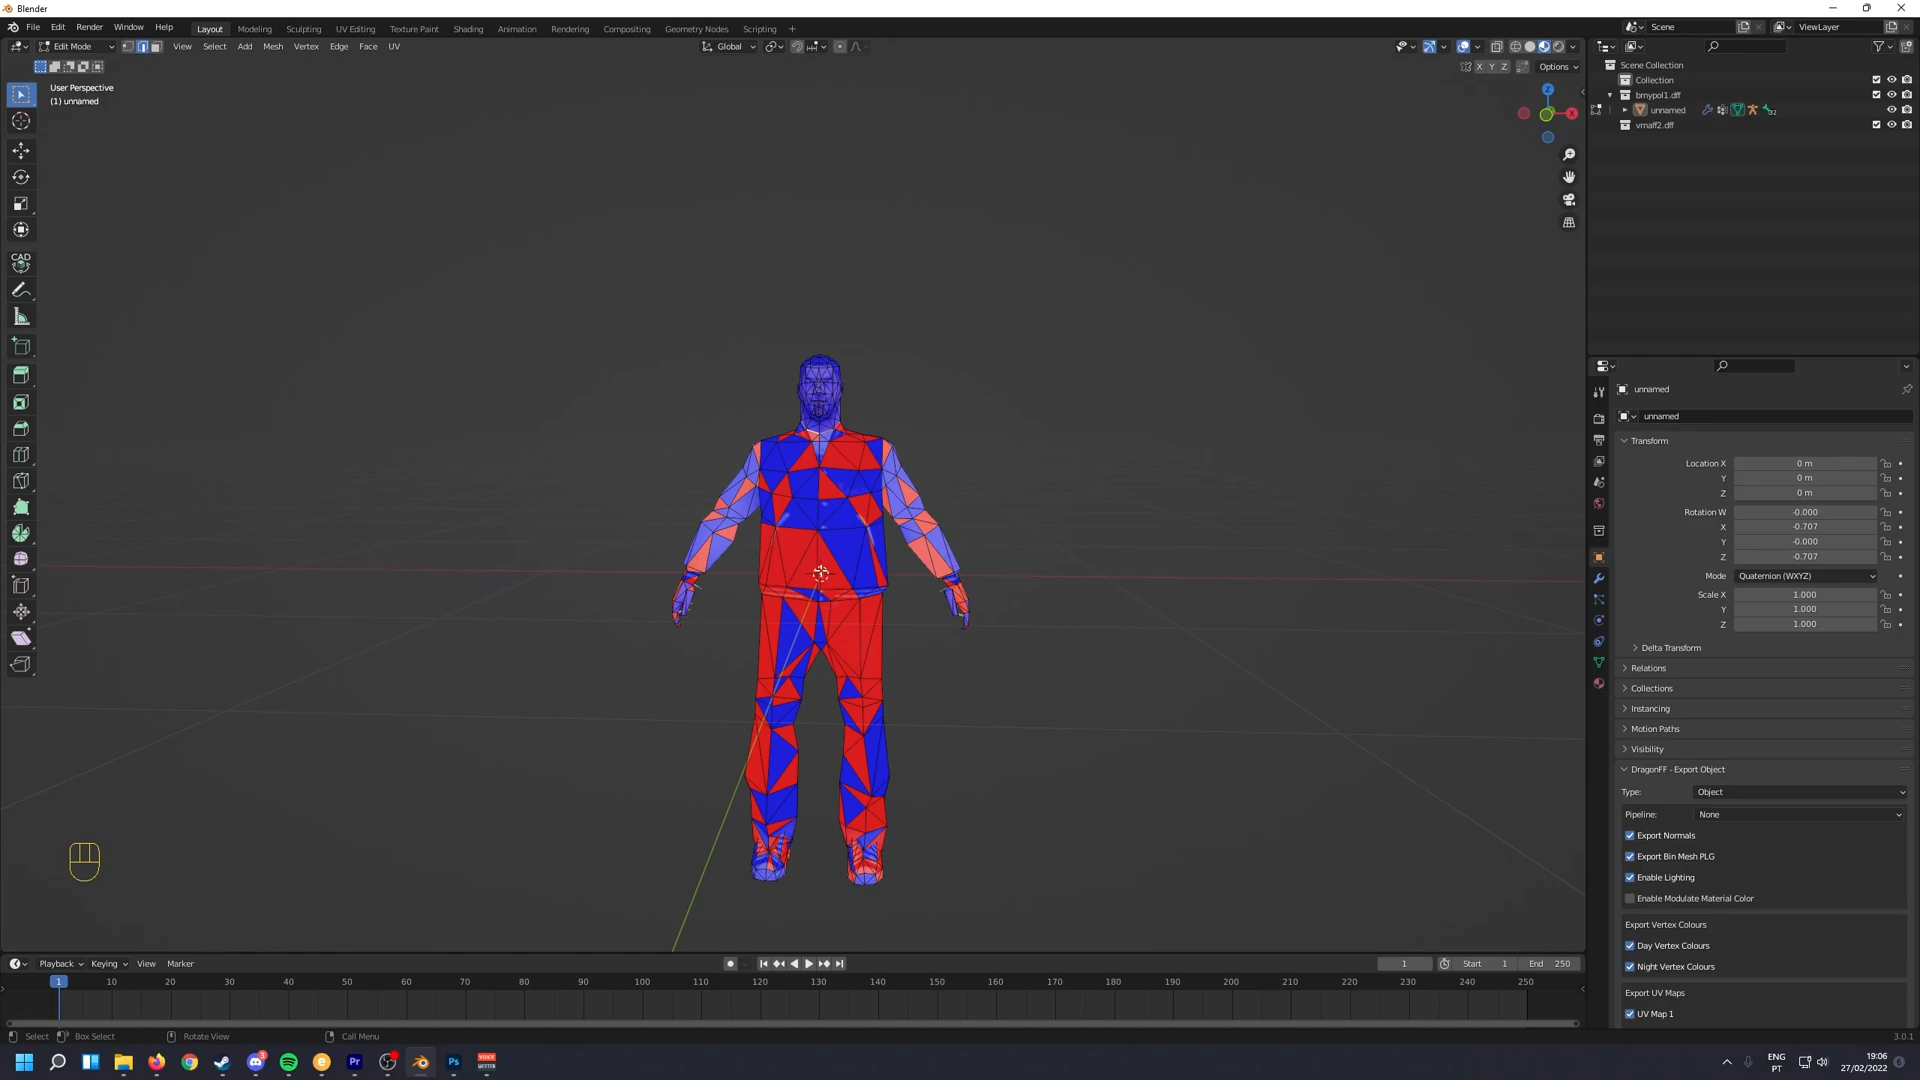 Blender
File Edit Render Window Help Layout Modeling Sculpting UV Editing Texture Paint Shading Animation Rendering Compositing Geometry Nodes Scripting + Scene ViewLayer
Edit Mode View Select Add Mesh Vertex Edge Face UV Global
X Y Z Options
User Perspective
(1) unnamed
Z
X
CAD
Scene Collection
Collection
bmypol1.dff
unnamed 32
vmaff2.dff
unnamed
unnamed
Transform
Location X 0 m
Y 0 m
Z 0 m
Rotation W -0.000
X -0.707
Y -0.000
Z -0.707
Mode Quaternion (WXYZ)
Scale X 1.000
Y 1.000
Z 1.000
Delta Transform
Relations
Collections
Instancing
Motion Paths
Visibility
DragonFF - Export Object
Type: Object
Pipeline: None
Export Normals
Export Bin Mesh PLG
Enable Lighting
Enable Modulate Material Color
Export Vertex Colours
Day Vertex Colours
Night Vertex Colours
Export UV Maps
UV Map 1
Playback Keying View Marker 1 Start 1 End 250
1 10 20 30 40 50 60 70 80 90 100 110 120 130 140 150 160 170 180 190 200 210 220 230 240 250
Select Box Select Rotate View Call Menu 3.0.1
3 Pr Ps ENG PT 19:06 27/02/2022